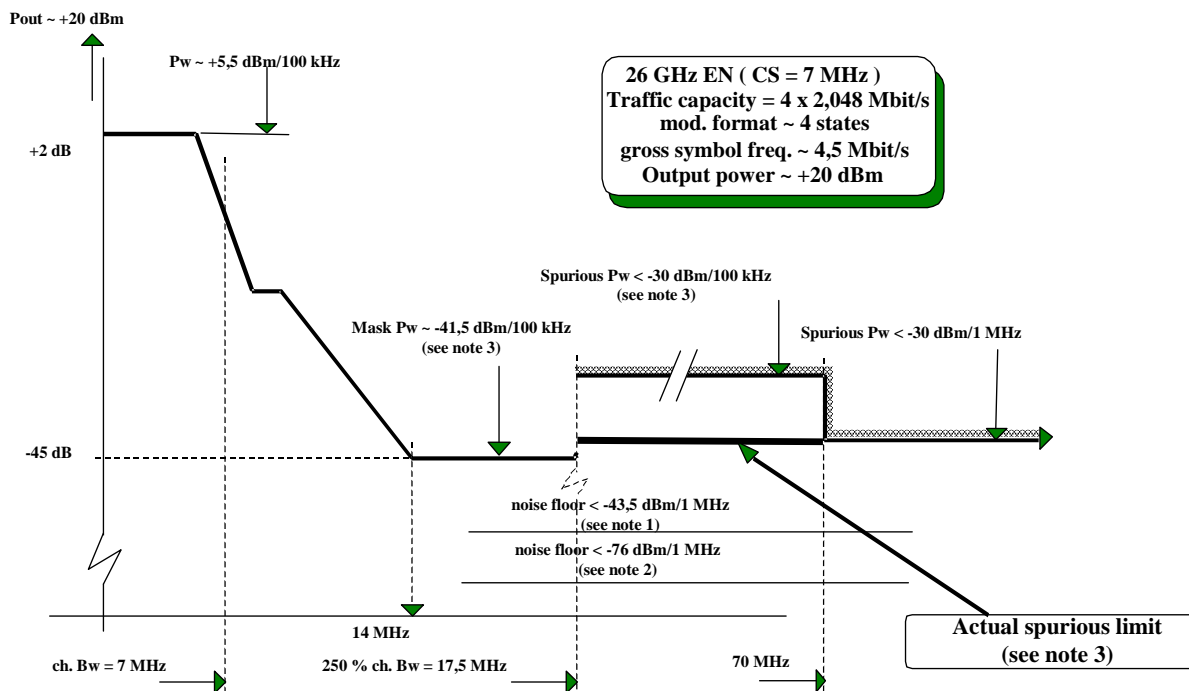 Pout ~ +20 dBm
Pw ~ +5,5 dBm/100 kHz
26 GHz EN ( CS = 7 MHz )
Traffic capacity = 4 x 2,048 Mbit/s
mod. format ~ 4 states
gross symbol freq. ~ 4,5 Mbit/s
Output power ~ +20 dBm
+2 dB
Spurious Pw < -30 dBm/100 kHz
(see note 3)
Mask Pw ~ -41,5 dBm/100 kHz
(see note 3)
Spurious Pw < -30 dBm/1 MHz
-45 dB
noise floor < -43,5 dBm/1 MHz
(see note 1)
noise floor < -76 dBm/1 MHz
(see note 2)
Actual spurious limit
(see note 3)
14 MHz
ch. Bw = 7 MHz
250 % ch. Bw = 17,5 MHz
70 MHz